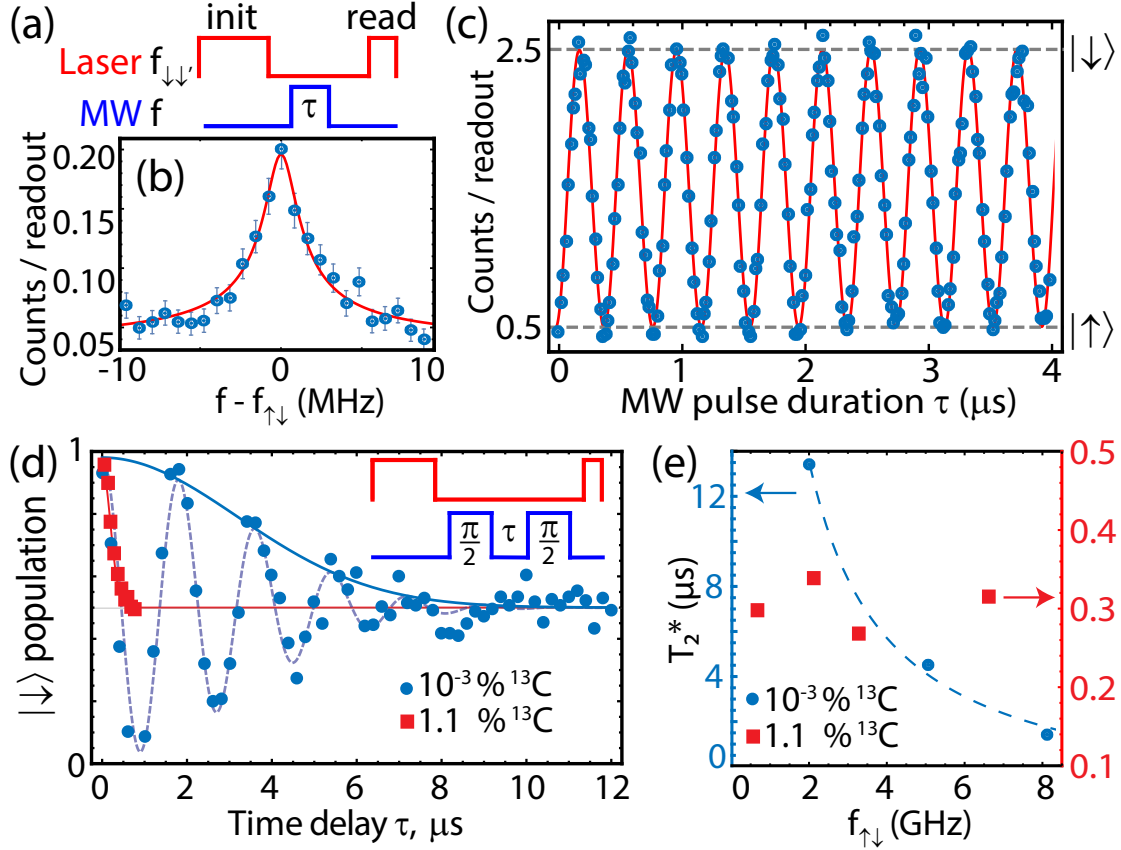 (a) init read
Laser f↓↓′
MW f τ
(b)
0.20
0.15
0.10
0.05
Counts / readout
-10 0 10
f - f↑↓ (MHz)
(c)
2.5
0.5
Counts / readout
|↓⟩
|↑⟩
0 1 2 3 4
MW pulse duration τ (μs)
(d)
1
0
|↓⟩ population
π/2 τ π/2
10⁻³ % ¹³C
1.1 % ¹³C
0 2 4 6 8 10 12
Time delay τ, μs
(e)
12
8
4
0
T₂* (μs)
0.5
0.4
0.3
0.2
0.1
10⁻³ % ¹³C
1.1 % ¹³C
0 2 4 6 8
f↑↓ (GHz)